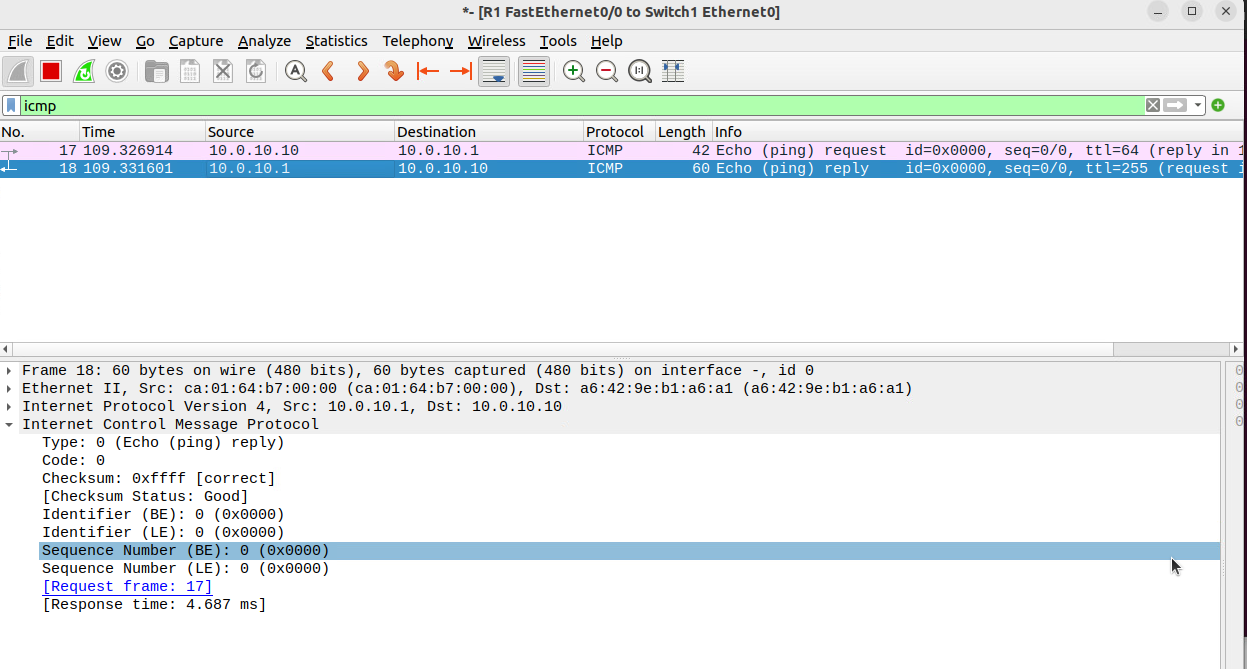 *- [R1 FastEthernet0/0 to Switch1 Ethernet0]
File Edit View Go Capture Analyze Statistics Telephony Wireless Tools Help
icmp
No. Time Source Destination Protocol Length Info
17 109.326914 10.0.10.10 10.0.10.1 ICMP 42 Echo (ping) request id=0x0000, seq=0/0, ttl=64 (reply in 1
18 109.331601 10.0.10.1 10.0.10.10 ICMP 60 Echo (ping) reply id=0x0000, seq=0/0, ttl=255 (request i
Frame 18: 60 bytes on wire (480 bits), 60 bytes captured (480 bits) on interface -, id 0
Ethernet II, Src: ca:01:64:b7:00:00 (ca:01:64:b7:00:00), Dst: a6:42:9e:b1:a6:a1 (a6:42:9e:b1:a6:a1)
Internet Protocol Version 4, Src: 10.0.10.1, Dst: 10.0.10.10
Internet Control Message Protocol
Type: 0 (Echo (ping) reply)
Code: 0
Checksum: 0xffff [correct]
[Checksum Status: Good]
Identifier (BE): 0 (0x0000)
Identifier (LE): 0 (0x0000)
Sequence Number (BE): 0 (0x0000)
Sequence Number (LE): 0 (0x0000)
[Request frame: 17]
[Response time: 4.687 ms]
0
0
0
0